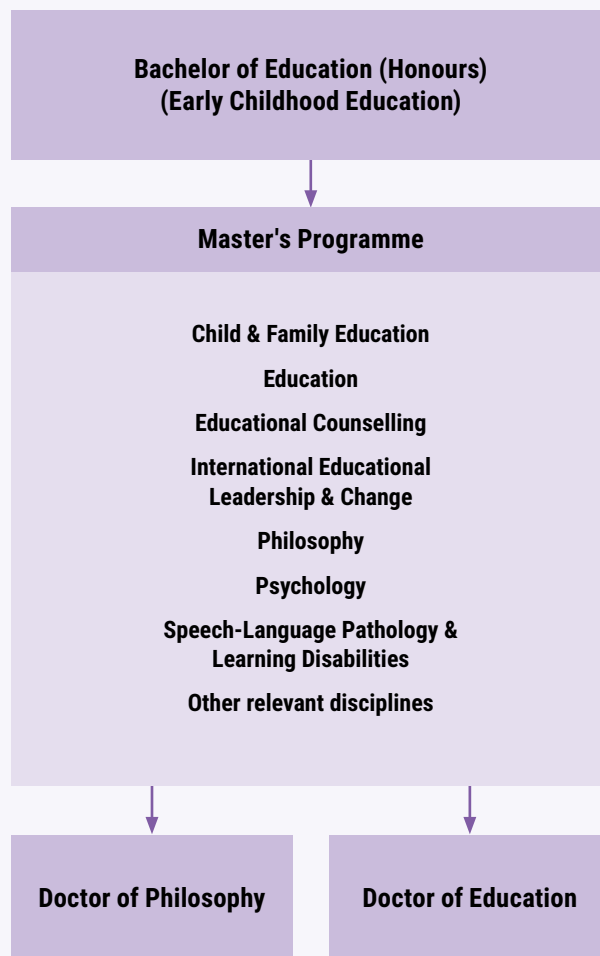 Bachelor of Education (Honours)
(Early Childhood Education)
Master's Programme
Child & Family Education
Education
Educational Counselling
International Educational
Leadership & Change
Philosophy
Psychology
Speech-Language Pathology &
Learning Disabilities
Other relevant disciplines
Doctor of Philosophy
Doctor of Education